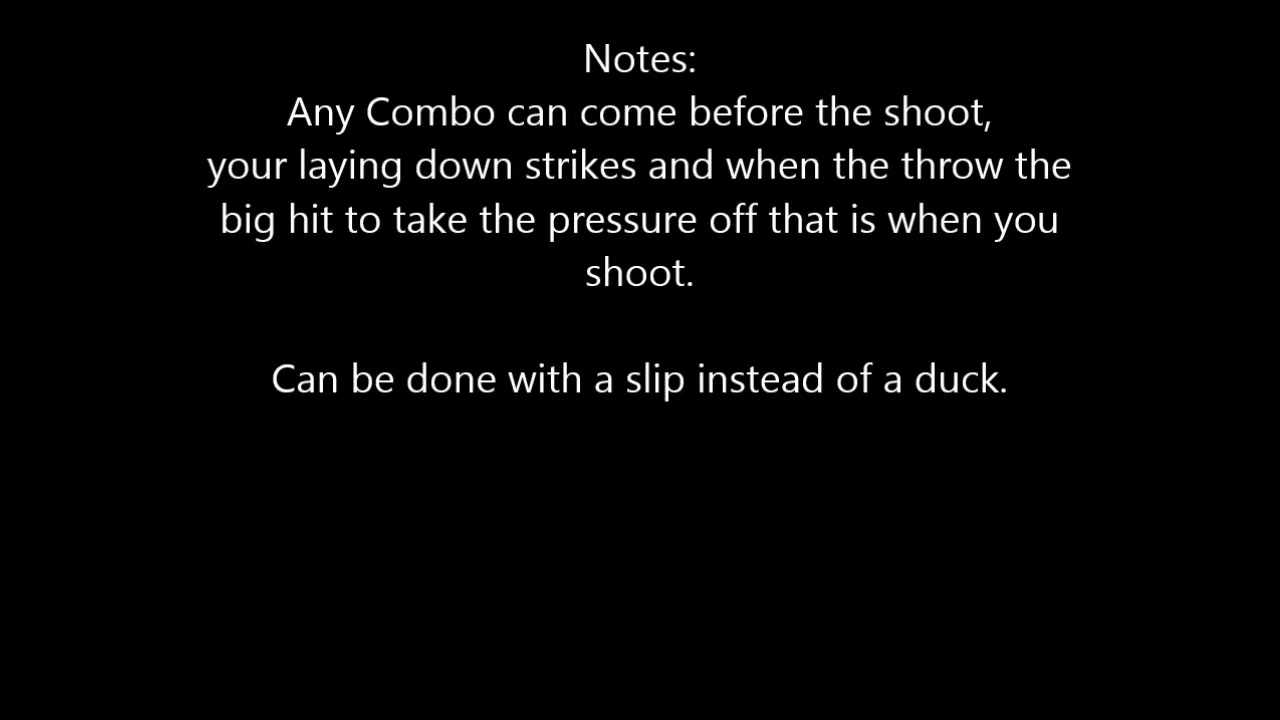 Notes:
Any Combo can come before the shoot,
your laying down strikes and when the throw the
big hit to take the pressure off that is when you
shoot.
Can be done with a slip instead of a duck.